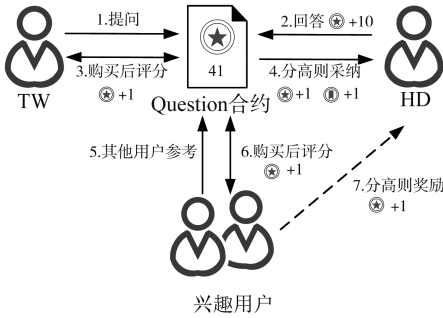 1.提问
2.回答 +10
3.购买后评分
+1
41
4.分高则采纳
+1 +1
TW
Question合约
HD
5.其他用户参考
6.购买后评分
+1
7.分高则奖励
+1
兴趣用户